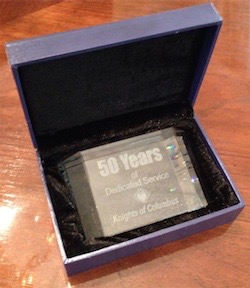 50 Years
of
Dedicated Service
Knights of Columbus